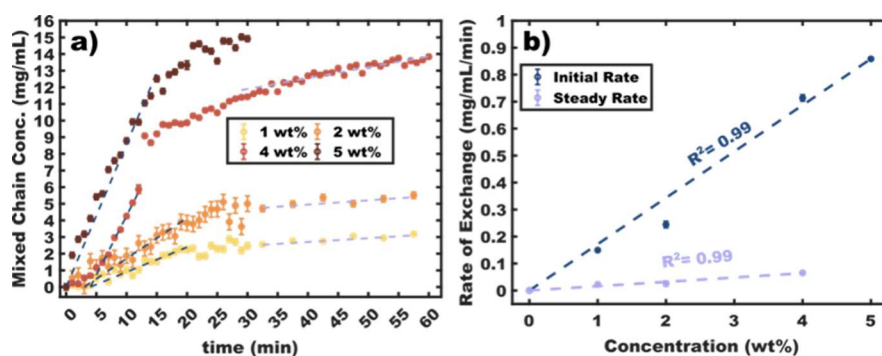 a)
Mixed Chain Conc. (mg/mL)
16
15
14
13
12
11
10
9
8
7
6
5
4
3
2
1
0
1 wt% 2 wt%
4 wt% 5 wt%
0 5 10 15 20 25 30 35 40 45 50 55 60
time (min)
b)
Rate of Exchange (mg/mL/min)
1
0.9
0.8
0.7
0.6
0.5
0.4
0.3
0.2
0.1
0
Initial Rate
Steady Rate
R²= 0.99
R²= 0.99
0 1 2 3 4 5
Concentration (wt%)